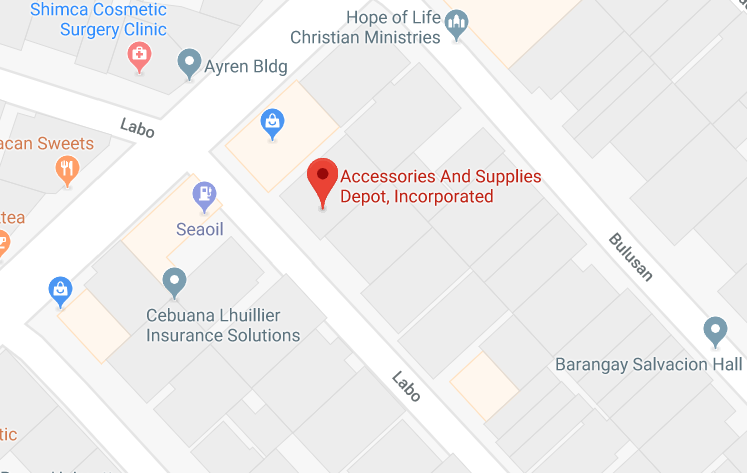 Shimca Cosmetic
Surgery Clinic
Hope of Life
Christian Ministries
Ayren Bldg
Labo
acan Sweets
Accessories And Supplies
Depot, Incorporated
tea
Seaoil
Bulusan
Cebuana Lhuillier
Insurance Solutions
Barangay Salvacion Hall
Labo
tic